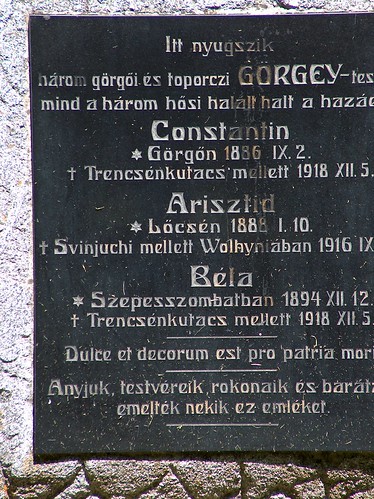 Itt nyugszik
három görgői és toporczi GÖRGEY-tes
mind a három hősi halált halt a hazáé
Constantin
* Görgőn 1886 IX. 2.
† Trencsénkutacs mellett 1918 XII. 5.
Arisztid
* Lőcsén 1888 I. 10.
† Svinjuchi mellett Wolhyniában 1916 IX
Béla
* Szepesszombatban 1894 XII. 12.
† Trencsénkutacs mellett 1918 XII. 5.
Dulce et decorum est pro patria mori
Anyjuk, testvéreik, rokonaik és barát
emelték nekik ez emléket.